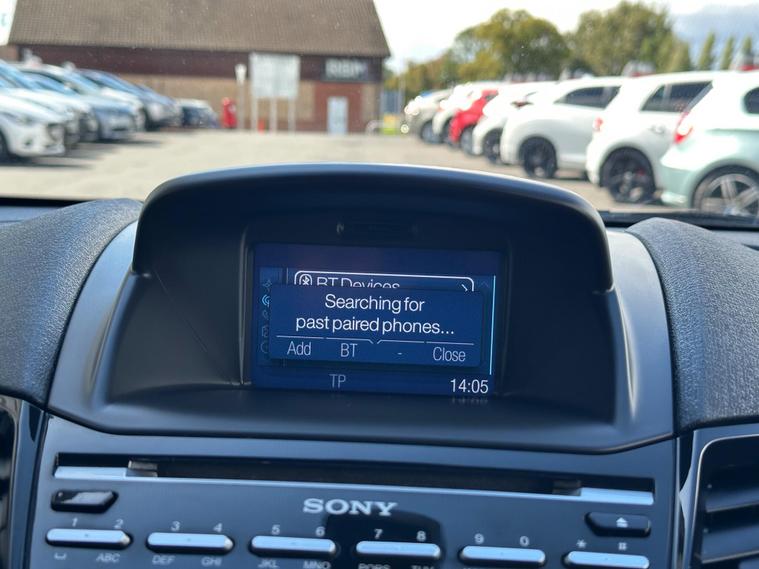 BT Devices
Searching for
past paired phones...
Add BT - Close
TP
14:05
SONY
1 2 3 4 5 6 7 8 9 0 * #
ABC DEF GHI JKL MNO